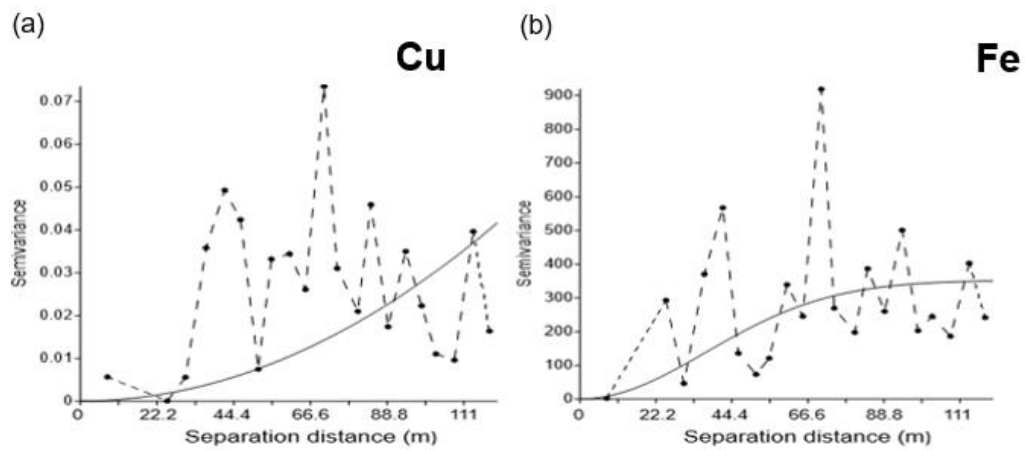 (a)
Cu
0.07
0.06
0.05
0.04
0.03
0.02
0.01
0
Semivariance
0 22.2 44.4 66.6 88.8 111
Separation distance (m)
(b)
Fe
900
800
700
600
500
400
300
200
100
0
Semivariance
0 22.2 44.4 66.6 88.8 111
Separation distance (m)